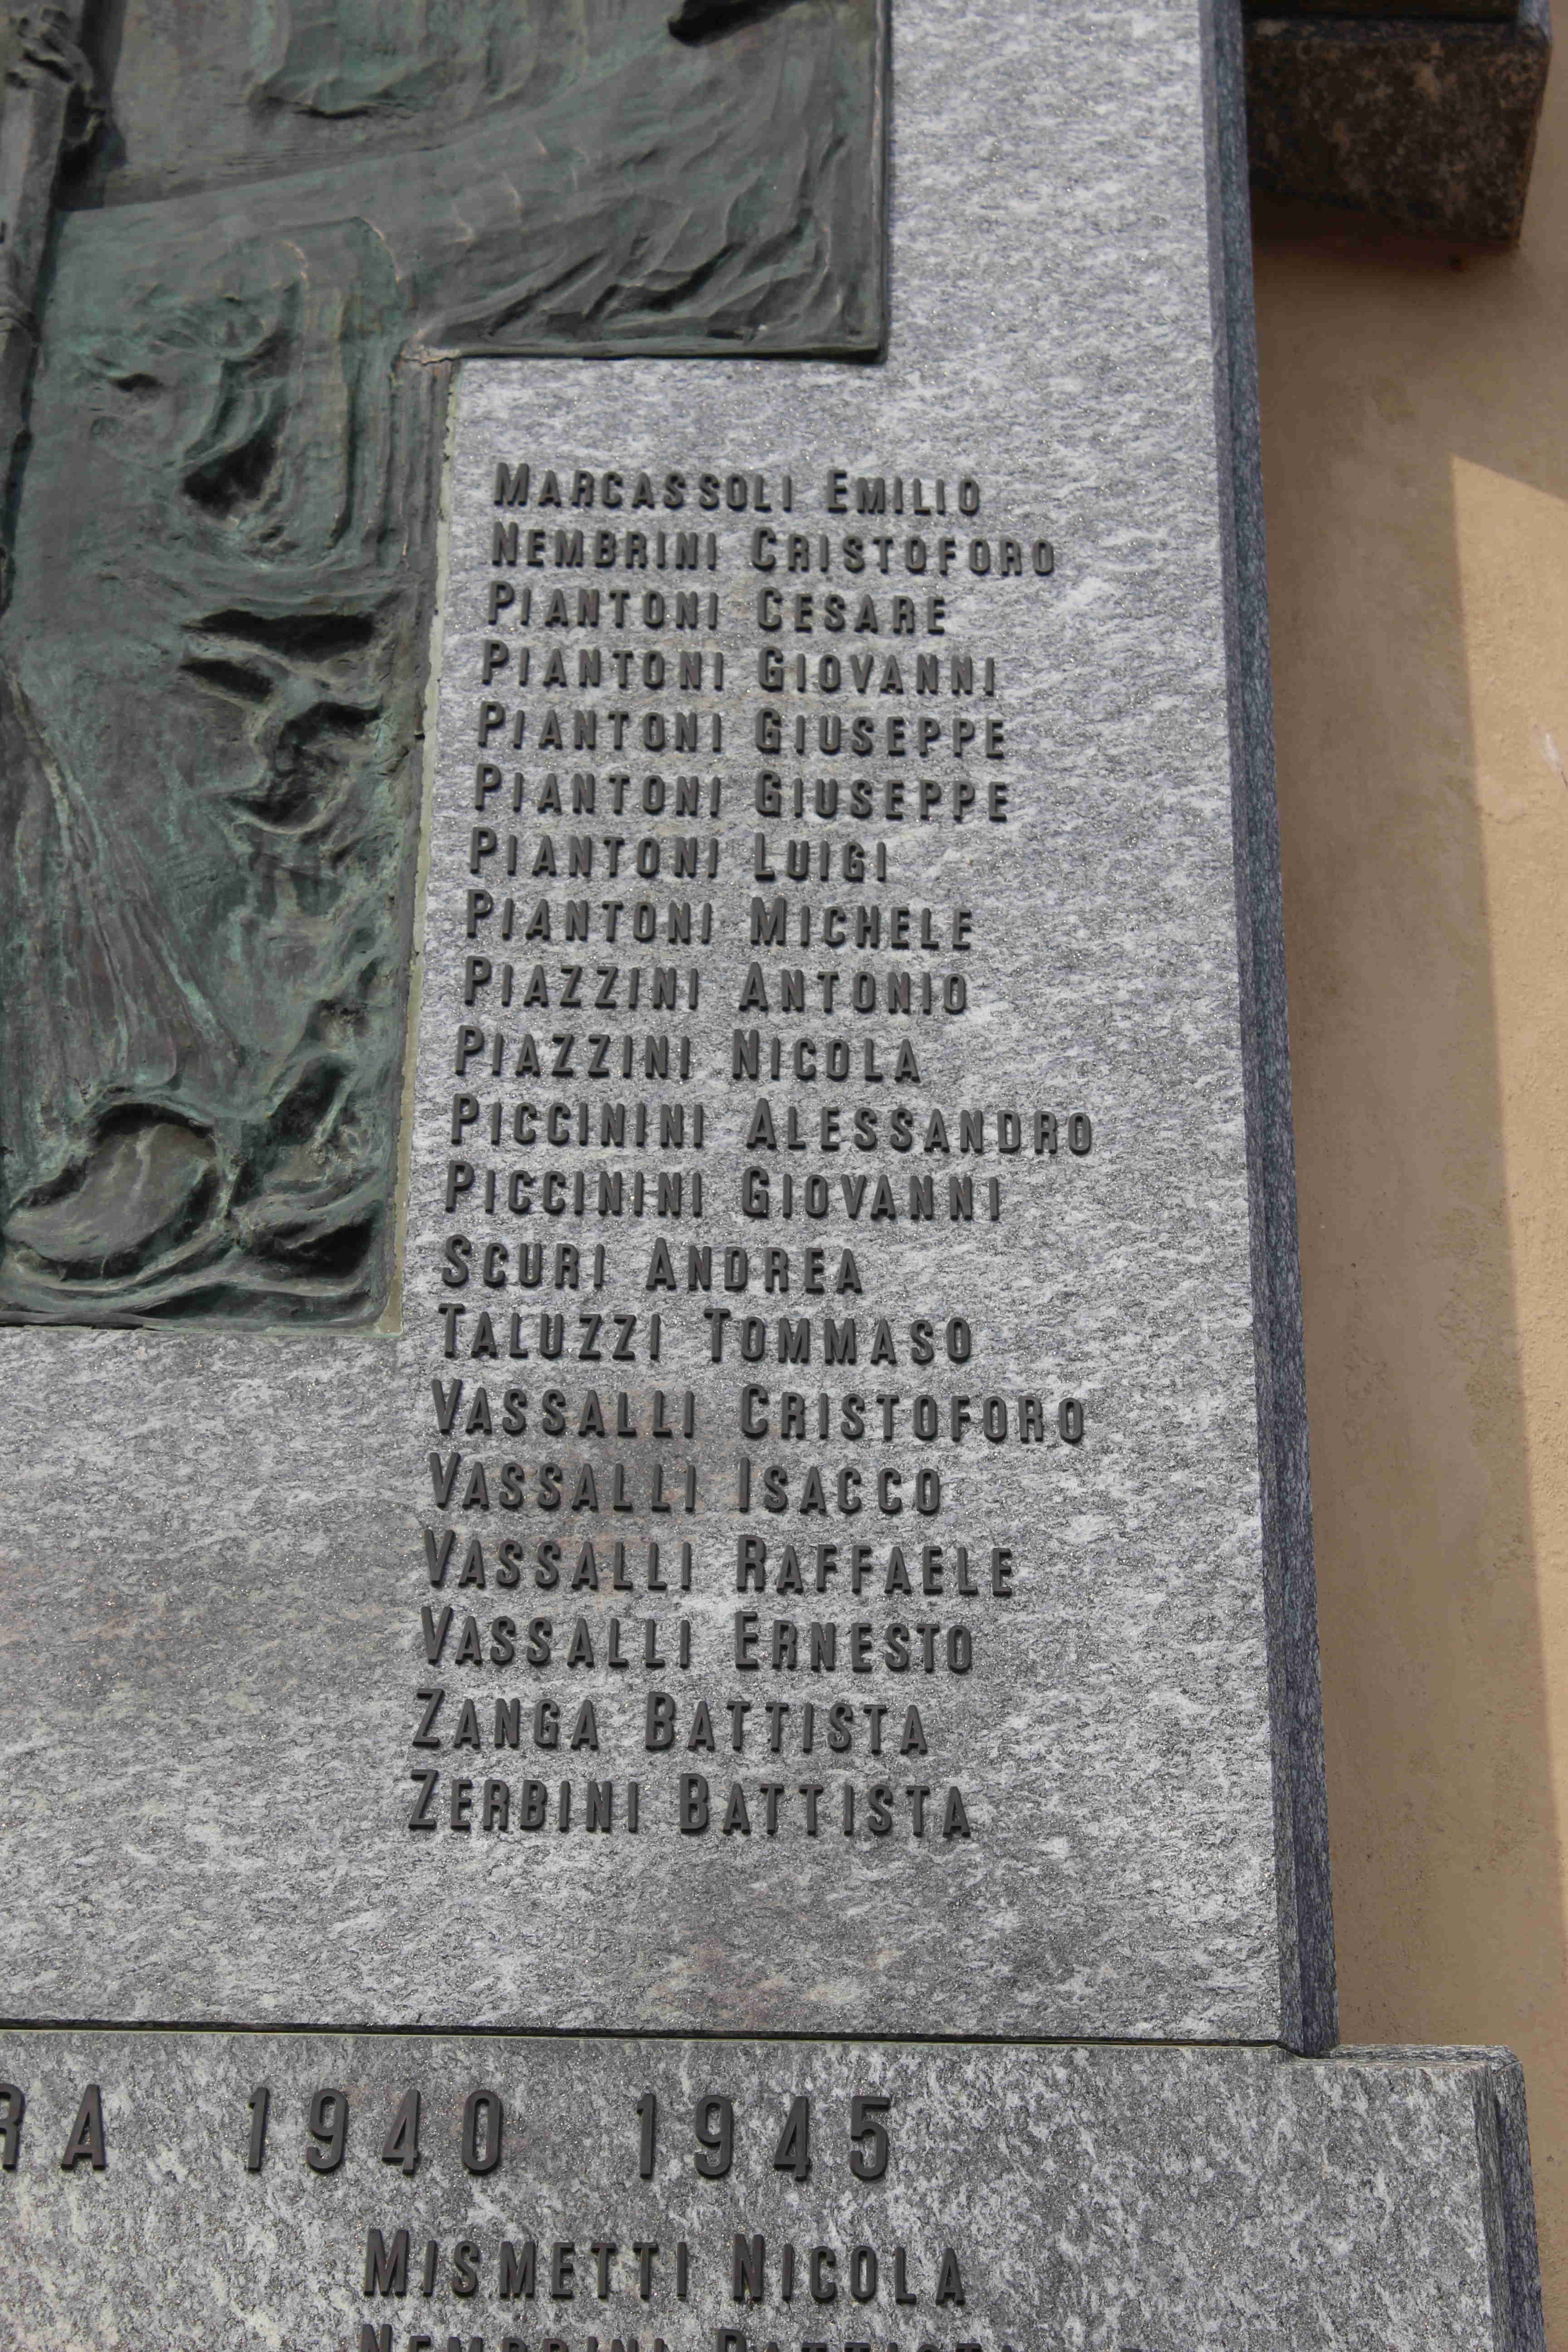 MARCASSOLI EMILIO
NEMBRINI CRISTOFORO
PIANTONI CESARE
PIANTONI GIOVANNI
PIANTONI GIUSEPPE
PIANTONI GIUSEPPE
PIANTONI LUIGI
PIANTONI MICHELE
PIAZZINI ANTONIO
PIAZZINI NICOLA
PICCININI ALESSANDRO
PICCININI GIOVANNI
SCURI ANDREA
TALUZZI TOMMASO
VASSALLI CRISTOFORO
VASSALLI ISACCO
VASSALLI RAFFAELE
VASSALLI ERNESTO
ZANGA BATTISTA
ZERBINI BATTISTA
RA 1940 1945
MISMETTI NICOLA
NEMBRINI